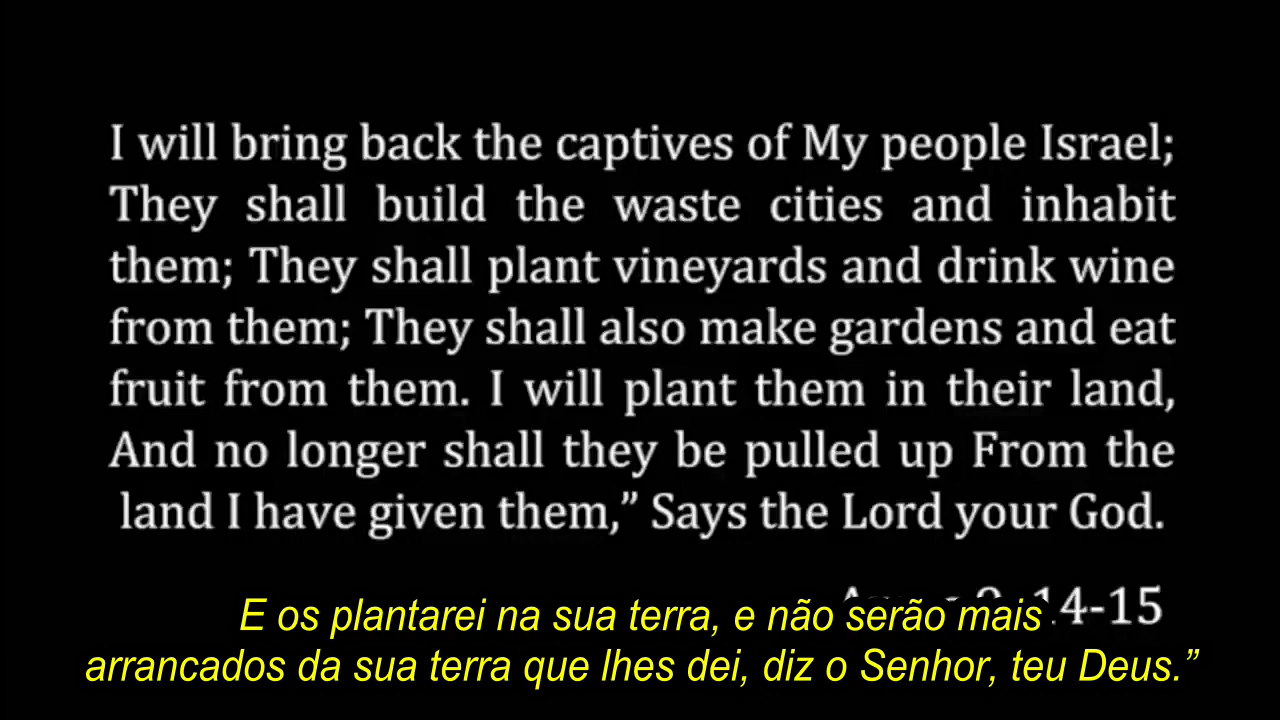 I will bring back the captives of My people Israel;
They shall build the waste cities and inhabit
them; They shall plant vineyards and drink wine
from them; They shall also make gardens and eat
fruit from them. I will plant them in their land,
And no longer shall they be pulled up From the
land I have given them,” Says the Lord your God.
14-15
E os plantarei na sua terra, e não serão mais
arrancados da sua terra que lhes dei, diz o Senhor, teu Deus.”